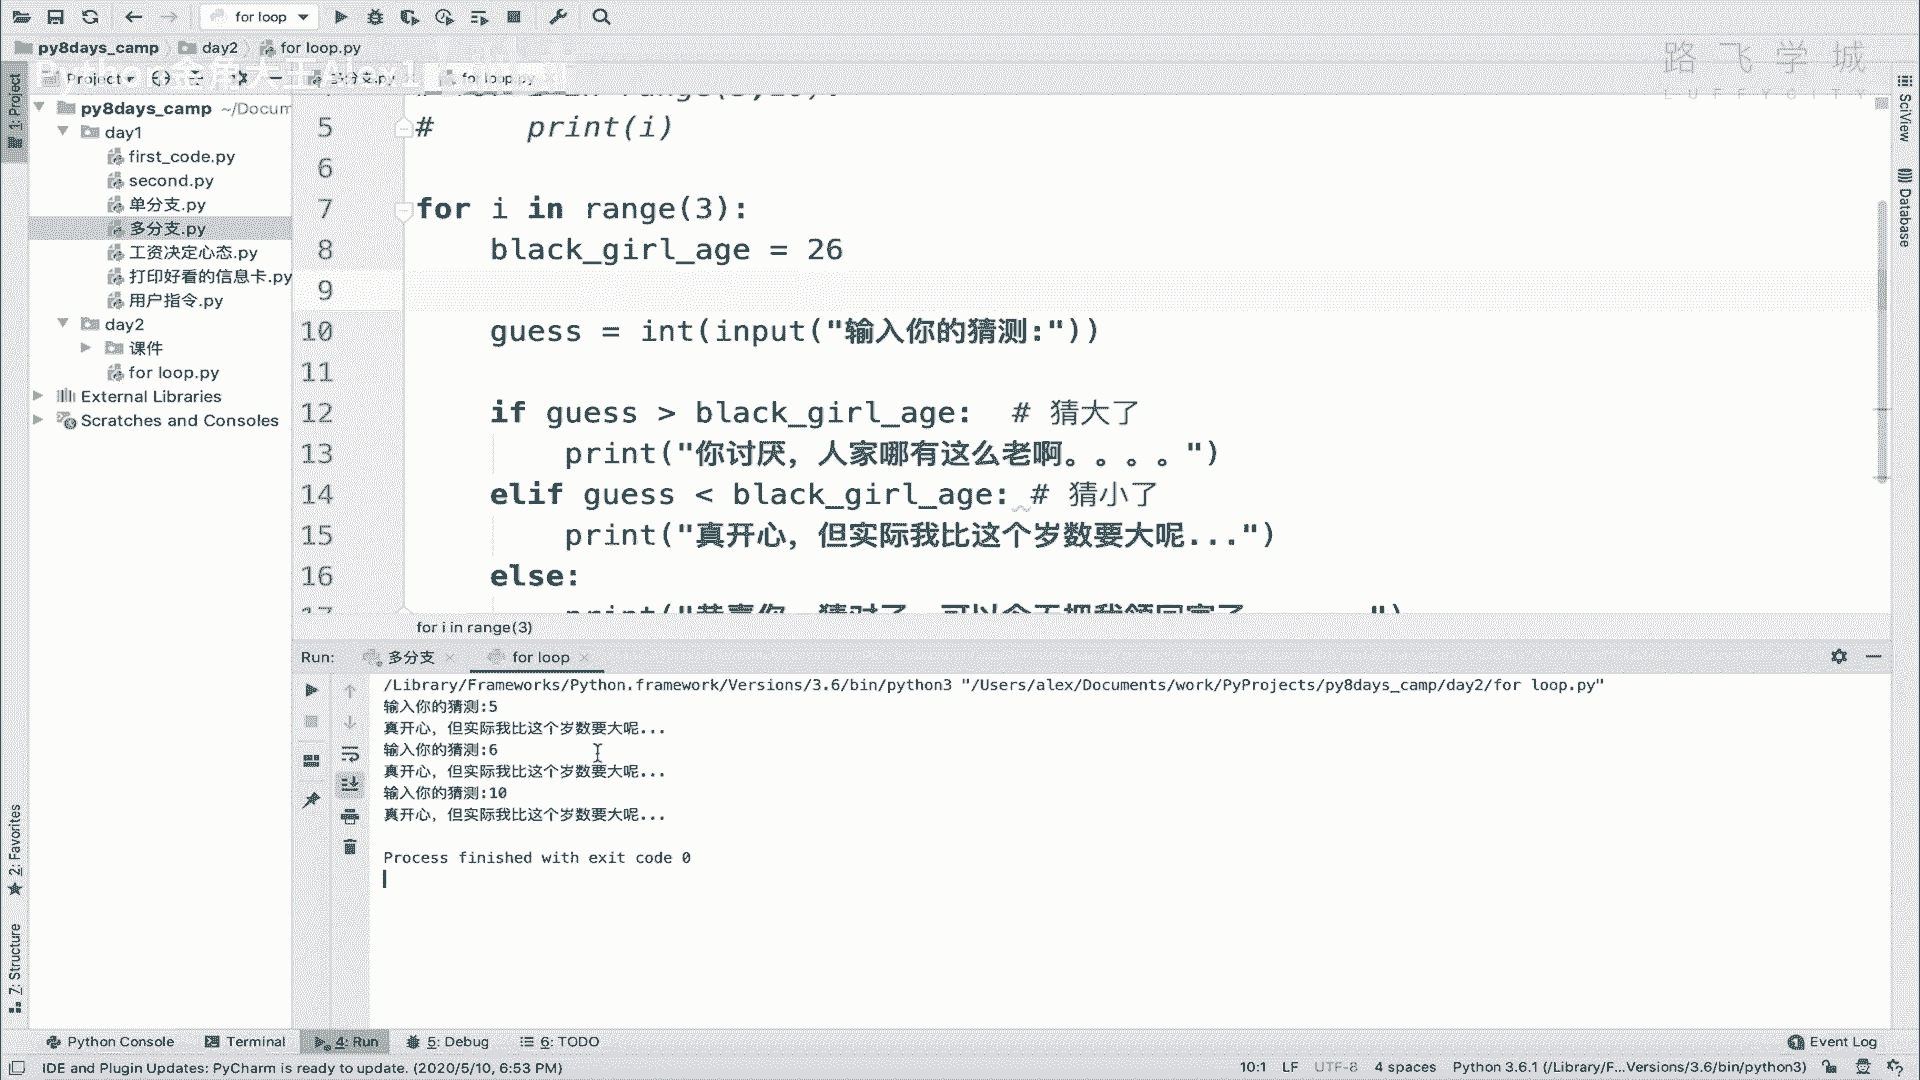 for loop
py8days_camp day2 for loop.py
路飞学城
LUFFYCITY
Python金角大王Alex1
Project 多分支.py for loop.py
1: Project
py8days_camp ~/Docum
day1
first_code.py
second.py
单分支.py
多分支.py
工资决定心态.py
打印好看的信息卡.py
用户指令.py
day2
课件
for loop.py
External Libraries
Scratches and Consoles
5 # print(i)
6
7 for i in range(3):
8 black_girl_age = 26
9
10 guess = int(input("输入你的猜测:"))
11
12 if guess > black_girl_age: # 猜大了
13 print("你讨厌，人家哪有这么老啊。。。。")
14 elif guess < black_girl_age: # 猜小了
15 print("真开心，但实际我比这个岁数要大呢...")
16 else:
for i in range(3)
SciView
Database
Run: 多分支 for loop
/Library/Frameworks/Python.framework/Versions/3.6/bin/python3 "/Users/alex/Documents/work/PyProjects/py8days_camp/day2/for loop.py"
输入你的猜测:5
真开心，但实际我比这个岁数要大呢...
输入你的猜测:6
真开心，但实际我比这个岁数要大呢...
输入你的猜测:10
真开心，但实际我比这个岁数要大呢...
Process finished with exit code 0
2: Favorites
7: Structure
Python Console Terminal 4: Run 5: Debug 6: TODO Event Log
IDE and Plugin Updates: PyCharm is ready to update. (2020/5/10, 6:53 PM) 10:1 LF UTF-8 4 spaces Python 3.6.1 (/Library/F...Versions/3.6/bin/python3)